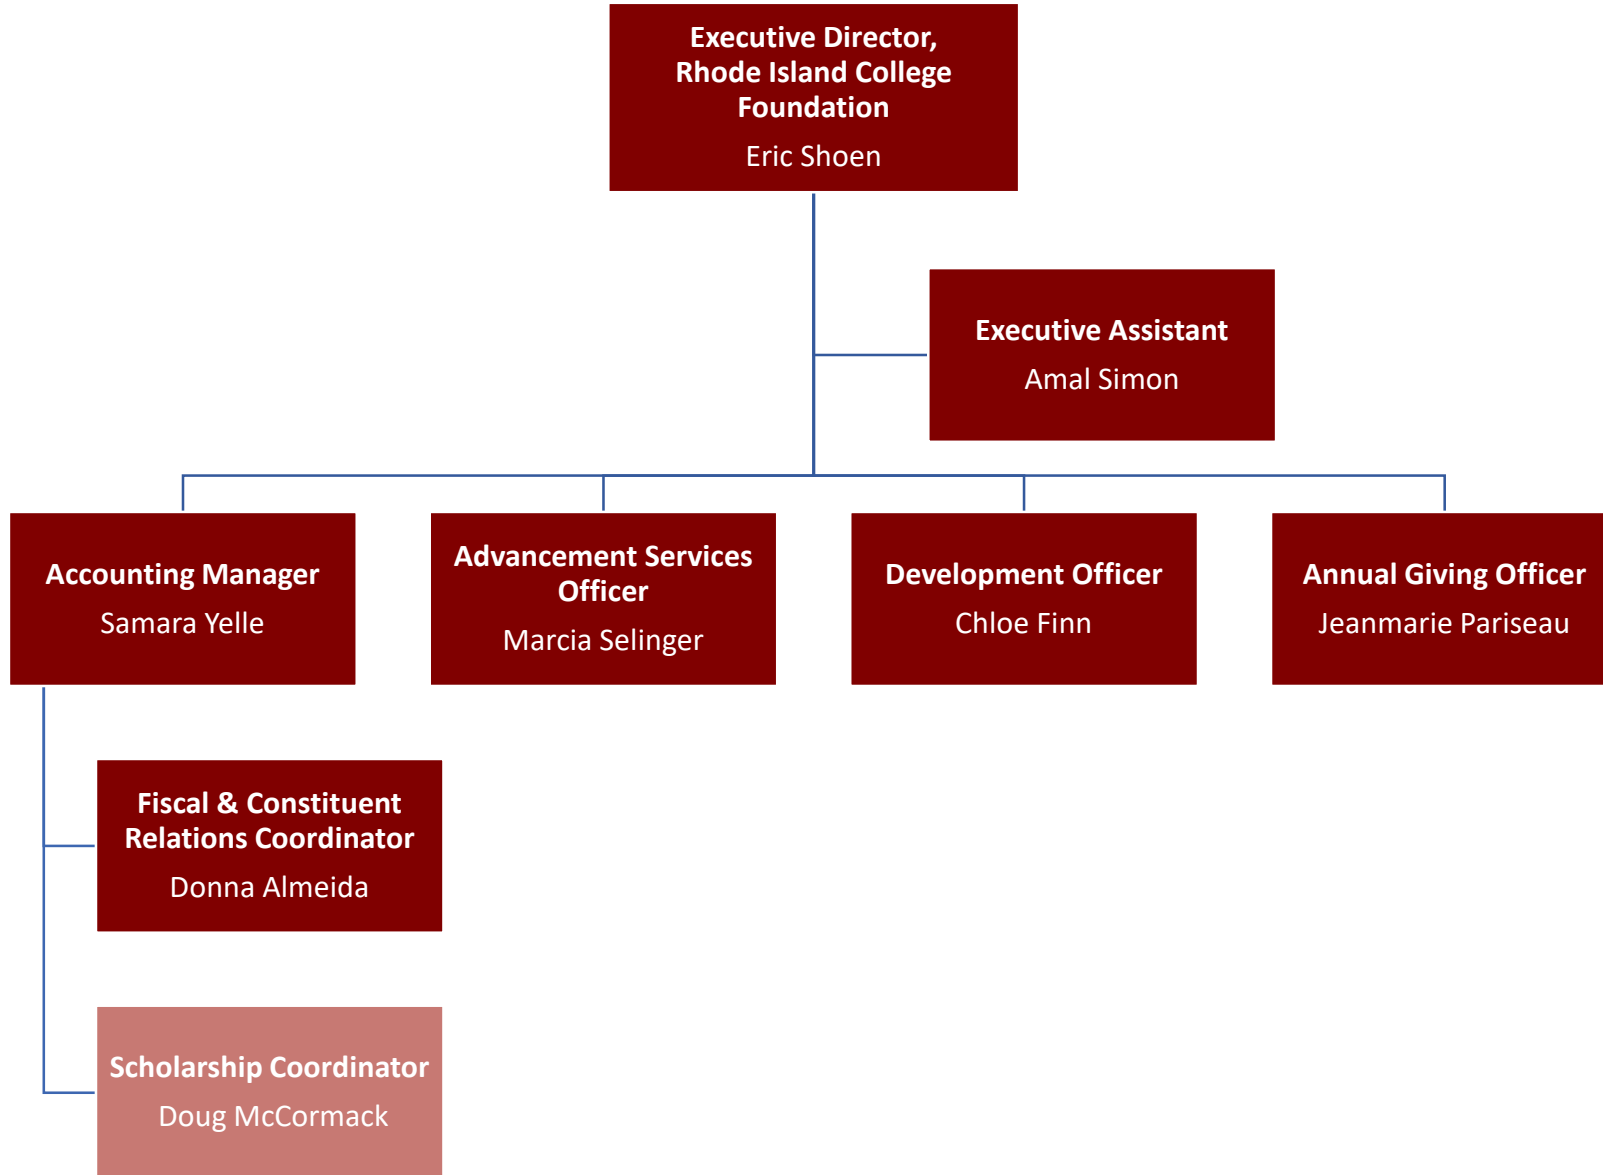 Executive Director,
Rhode Island College
Foundation
Eric Shoen
Executive Assistant
Amal Simon
Accounting Manager
Samara Yelle
Advancement Services
Officer
Marcia Selinger
Development Officer
Chloe Finn
Annual Giving Officer
Jeanmarie Pariseau
Fiscal & Constituent
Relations Coordinator
Donna Almeida
Scholarship Coordinator
Doug McCormack